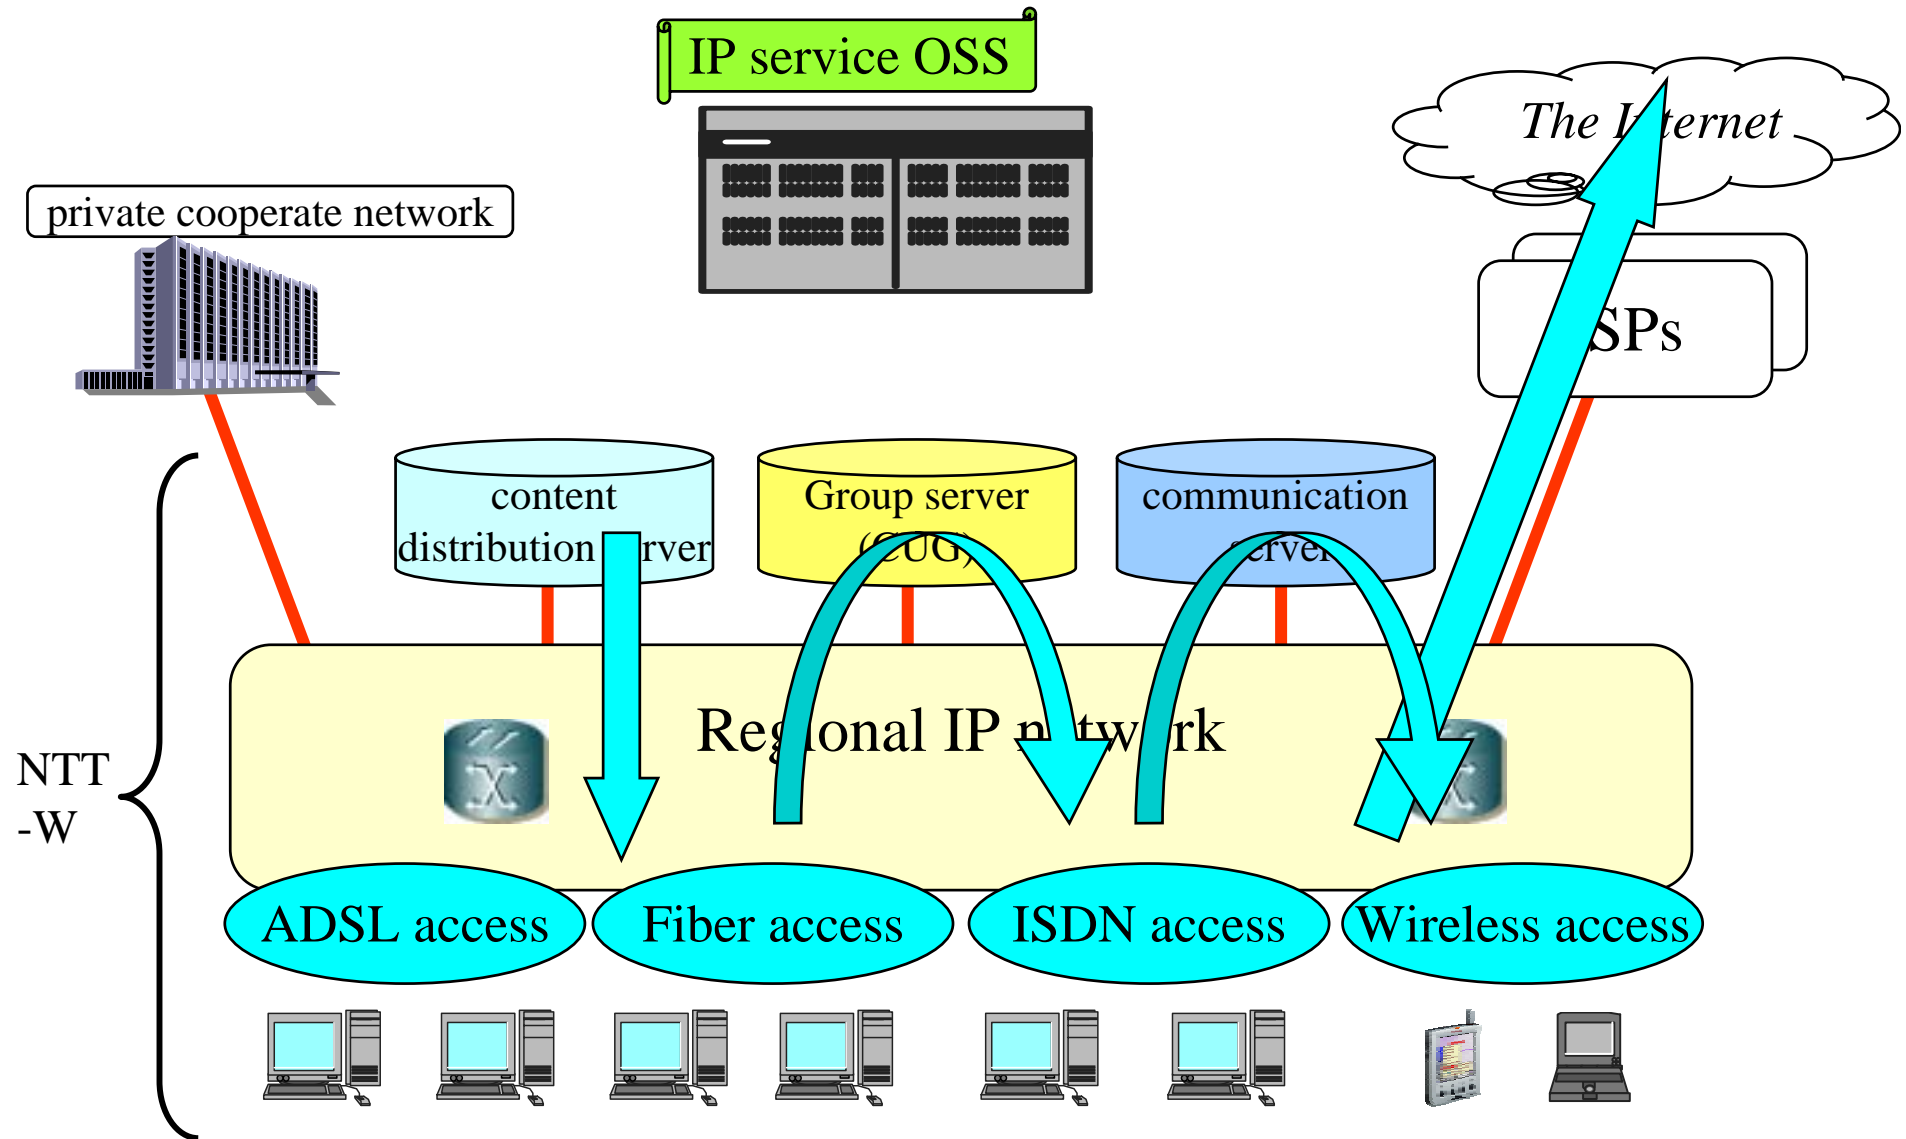 IP service OSS
The Internet
private cooperate network
SPs
content
distribution
Group server
(CUG)
communication
server
Regional IP network
NTT
-W
ADSL access
Fiber access
ISDN access
Wireless access